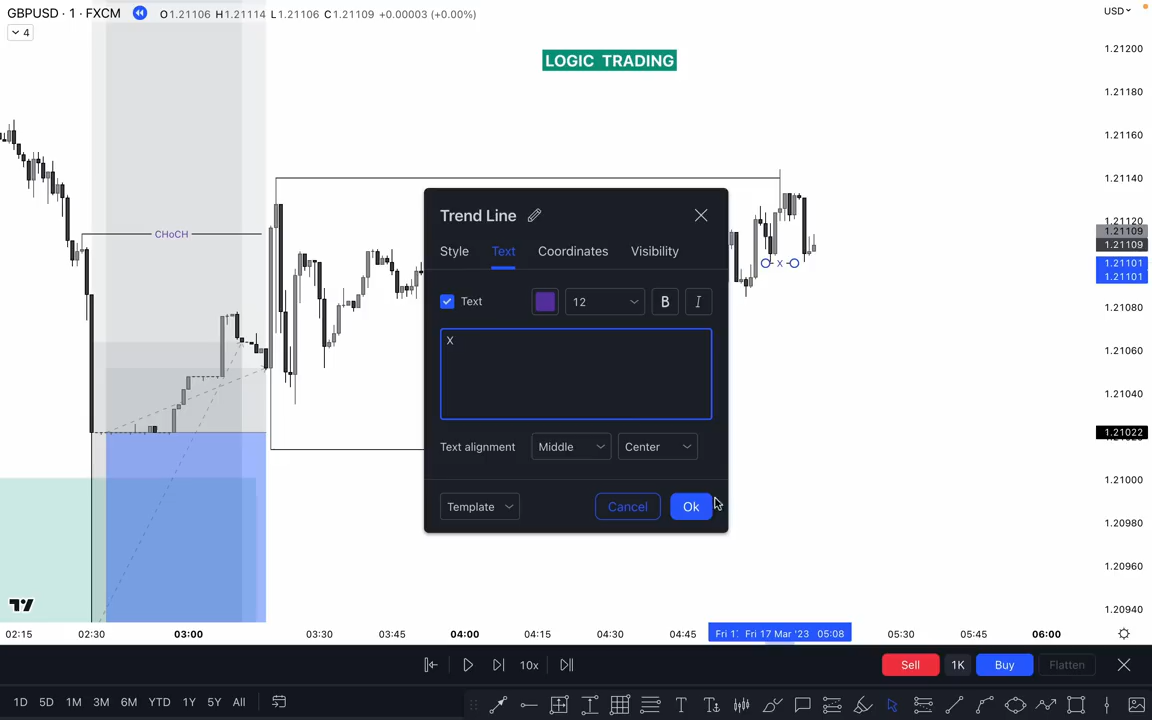 GBPUSD · 1 · FXCM O1.21106 H1.21114 L1.21106 C1.21109 +0.00003 (+0.00%)
USD
4
LOGIC TRADING
1.21200
1.21180
1.21160
1.21140
1.21120
1.21109
1.21109
1.21101
1.21101
1.21080
1.21060
1.21040
1.21022
1.21000
1.20980
1.20960
1.20940
CHoCH
X
Trend Line
Style Text Coordinates Visibility
Text 12 B I
X
Text alignment Middle Center
Template Cancel Ok
02:15 02:30 03:00 03:30 03:45 04:00 04:15 04:30 04:45 Fri 17 Mar '23 05:08 05:30 05:45 06:00
10x Sell 1K Buy Flatten
1D 5D 1M 3M 6M YTD 1Y 5Y All